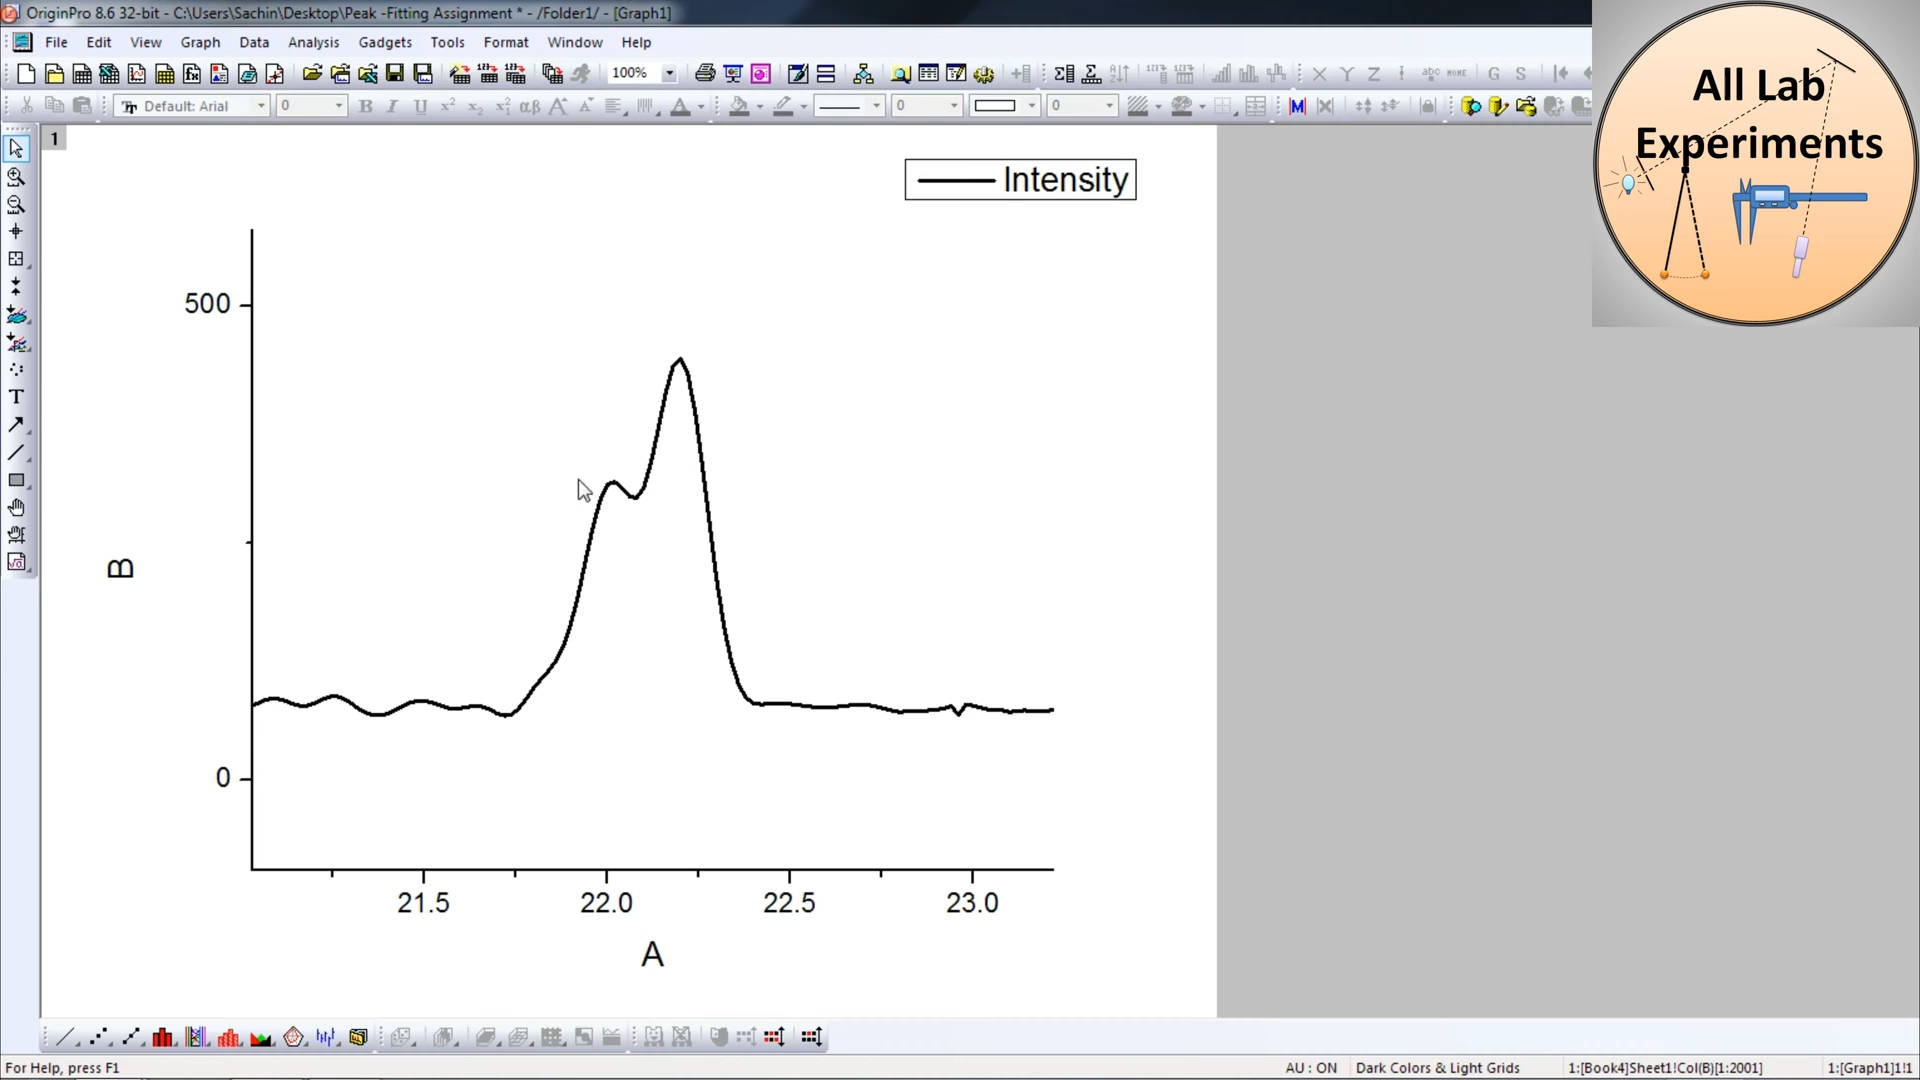 OriginPro 8.6 32-bit - C:\Users\Sachin\Desktop\Peak -Fitting Assignment * - /Folder1/ - [Graph1]
File Edit View Graph Data Analysis Gadgets Tools Format Window Help
100%
Default: Arial 0 B I U 0 0
1
All Lab
Experiments
Intensity
500
0
B
21.5 22.0 22.5 23.0
A
For Help, press F1 AU : ON Dark Colors & Light Grids 1:[Book4]Sheet1!Col(B)[1:2001] 1:[Graph1]1!1